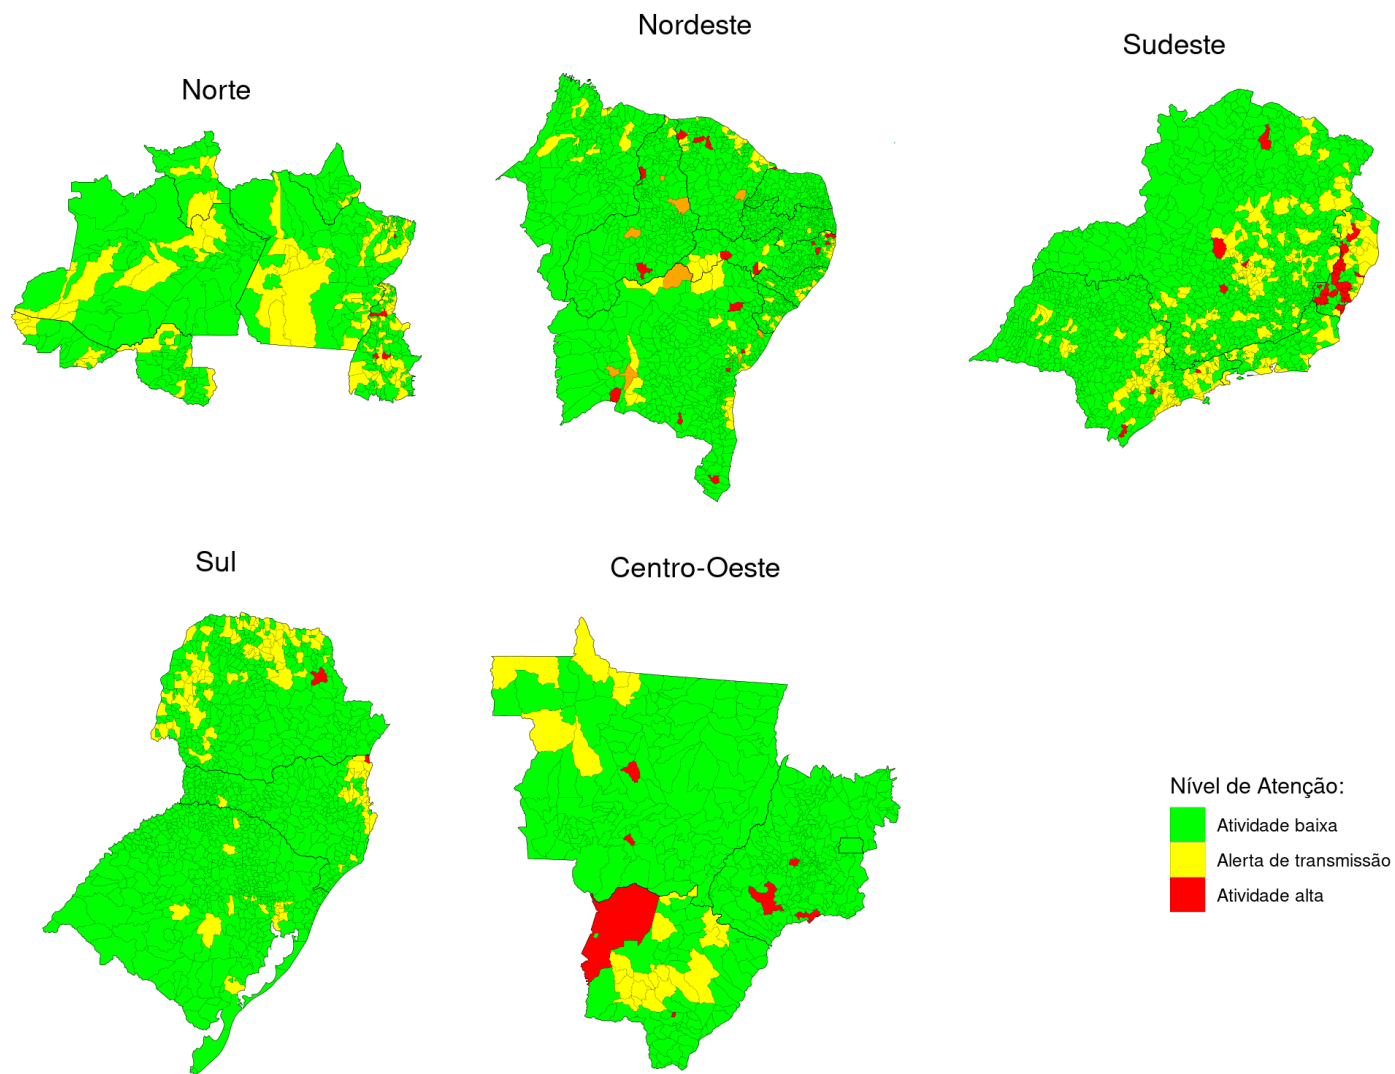 Norte
Nordeste
Sudeste
Sul
Centro-Oeste
Nível de Atenção:
Atividade baixa
Alerta de transmissão
Atividade alta